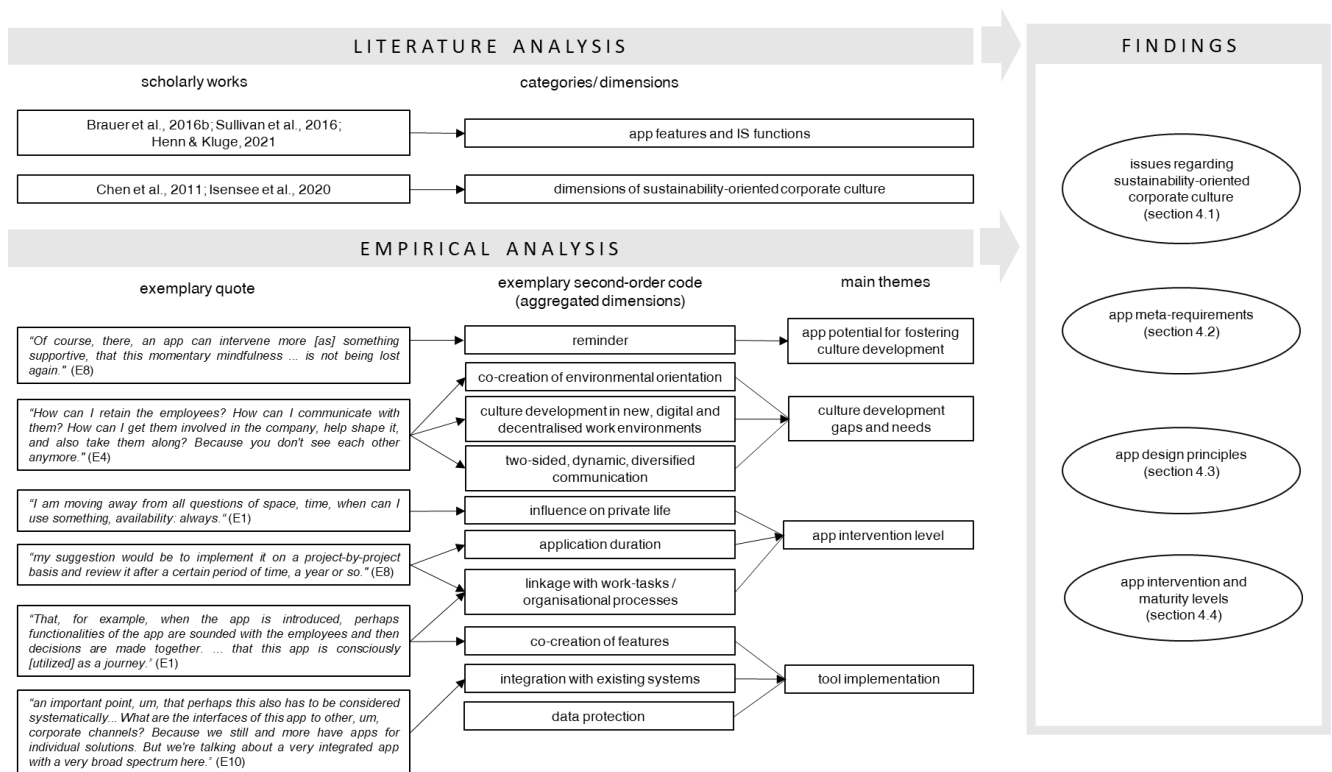 LITERATURE ANALYSIS
scholarly works
categories/dimensions
Brauer et al., 2016b; Sullivan et al., 2016;
Henn & Kluge, 2021
app features and IS functions
Chen et al., 2011; Isensee et al., 2020
dimensions of sustainability-oriented corporate culture
EMPIRICAL ANALYSIS
exemplary quote
exemplary second-order code
(aggregated dimensions)
main themes
"Of course, there, an app can intervene more [as] something
supportive, that this momentary mindfulness ... is not being lost
again." (E8)
reminder
app potential for fostering
culture development
"How can I retain the employees? How can I communicate with
them? How can I get them involved in the company, help shape it,
and also take them along? Because you don't see each other
anymore." (E4)
co-creation of environmental orientation
culture development in new, digital and
decentralised work environments
two-sided, dynamic, diversified
communication
culture development
gaps and needs
"I am moving away from all questions of space, time, when can I
use something, availability: always." (E1)
influence on private life
"my suggestion would be to implement it on a project-by-project
basis and review it after a certain period of time, a year or so." (E8)
application duration
linkage with work-tasks /
organisational processes
app intervention level
"That, for example, when the app is introduced, perhaps
functionalities of the app are sounded with the employees and then
decisions are made together. ... that this app is consciously
[utilized] as a journey." (E1)
co-creation of features
"an important point, um, that perhaps this also has to be considered
systematically... What are the interfaces of this app to other, um,
corporate channels? Because we still and more have apps for
individual solutions. But we're talking about a very integrated app
with a very broad spectrum here." (E10)
integration with existing systems
data protection
tool implementation
FINDINGS
issues regarding
sustainability-oriented
corporate culture
(section 4.1)
app meta-requirements
(section 4.2)
app design principles
(section 4.3)
app intervention and
maturity levels
(section 4.4)